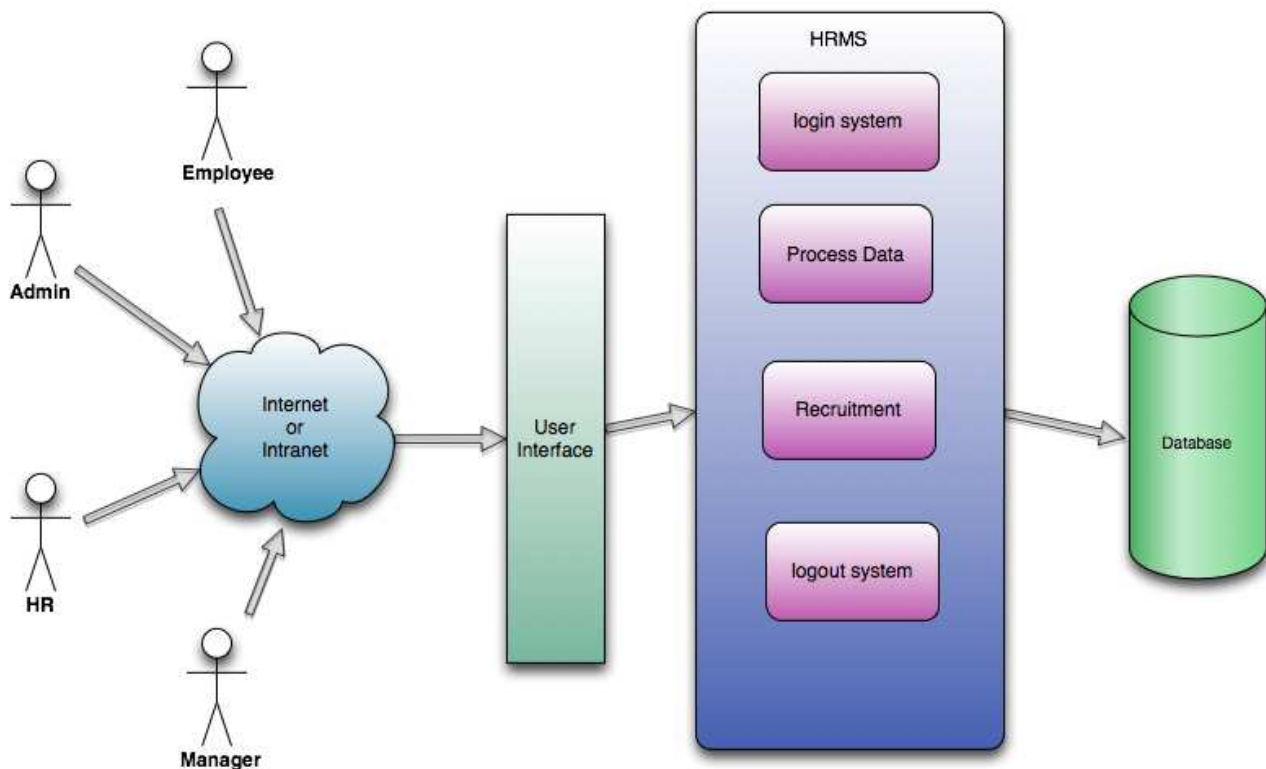 HRMS
login system
Employee
Process Data
Admin
Internet
or
Intranet
User
Interface
Recruitment
Database
logout system
HR
Manager